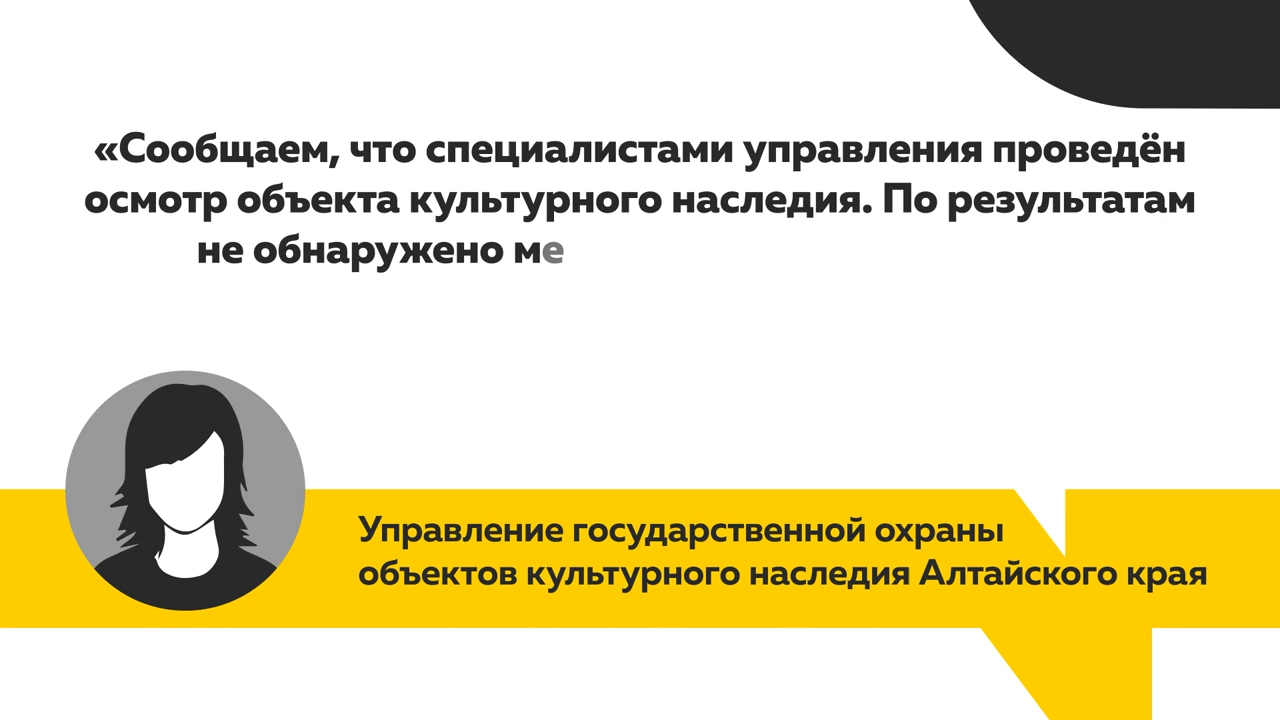 «Сообщаем, что специалистами управления проведён
осмотр объекта культурного наследия. По результатам
не обнаружено ме
Управление государственной охраны
объектов культурного наследия Алтайского края